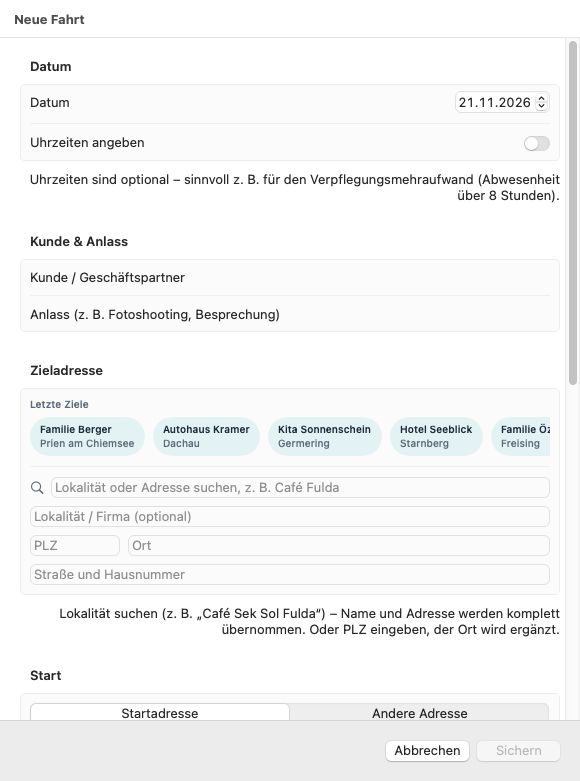 Neue Fahrt
Datum
Datum
21.11.2026
Uhrzeiten angeben
Uhrzeiten sind optional – sinnvoll z. B. für den Verpflegungsmehraufwand (Abwesenheit
über 8 Stunden).
Kunde & Anlass
Kunde / Geschäftspartner
Anlass (z. B. Fotoshooting, Besprechung)
Zieladresse
Letzte Ziele
Familie Berger
Prien am Chiemsee
Autohaus Kramer
Dachau
Kita Sonnenschein
Germering
Hotel Seeblick
Starnberg
Familie Öz
Freising
Lokalität oder Adresse suchen, z. B. Café Fulda
Lokalität / Firma (optional)
PLZ
Ort
Straße und Hausnummer
Lokalität suchen (z. B. „Café Sek Sol Fulda“) – Name und Adresse werden komplett
übernommen. Oder PLZ eingeben, der Ort wird ergänzt.
Start
Startadresse
Andere Adresse
Abbrechen
Sichern